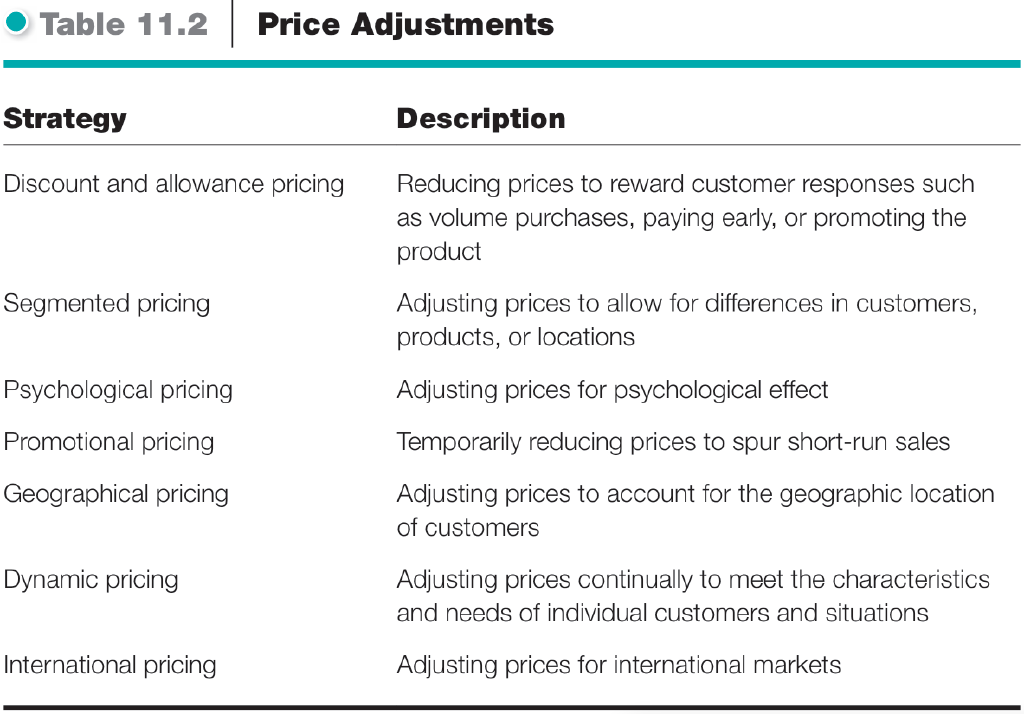 Table 11.2 Price Adjustments
Strategy Description
Discount and allowance pricing Reducing prices to reward customer responses such
as volume purchases, paying early, or promoting the
product
Segmented pricing Adjusting prices to allow for differences in customers,
products, or locations
Psychological pricing Adjusting prices for psychological effect
Promotional pricing Temporarily reducing prices to spur short-run sales
Geographical pricing Adjusting prices to account for the geographic location
of customers
Dynamic pricing Adjusting prices continually to meet the characteristics
and needs of individual customers and situations
International pricing Adjusting prices for international markets